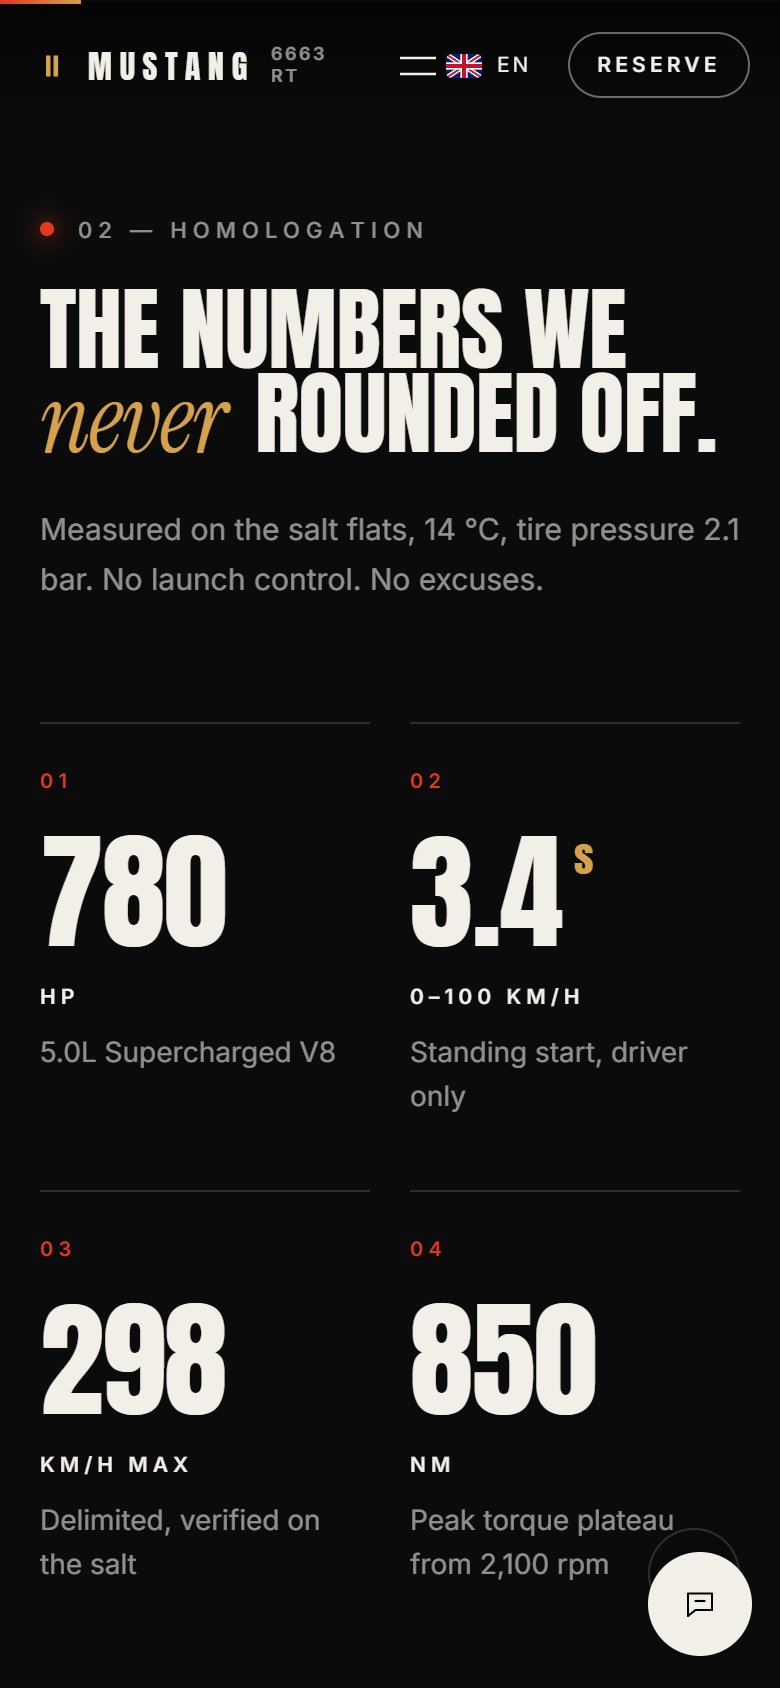 MUSTANG
6663
RT
EN
RESERVE
02 — HOMOLOGATION
THE NUMBERS WE
never ROUNDED OFF.
Measured on the salt flats, 14 °C, tire pressure 2.1
bar. No launch control. No excuses.
01
780
HP
5.0L Supercharged V8
02
3.4 S
0–100 KM/H
Standing start, driver
only
03
298
KM/H MAX
Delimited, verified on
the salt
04
850
NM
Peak torque plateau
from 2,100 rpm